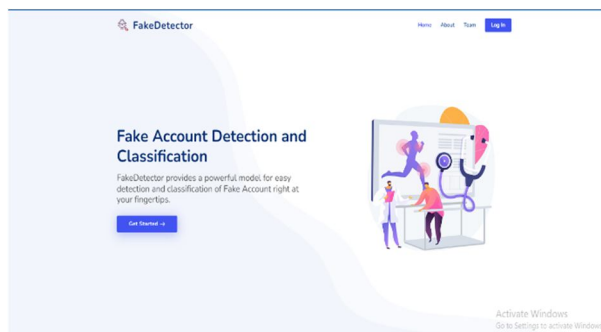 FakeDetector
Home About Team Log In
Fake Account Detection and
Classification
FakeDetector provides a powerful model for easy
detection and classification of Fake Account right at
your fingertips.
Get Started →
Activate Windows
Go to Settings to activate Windows